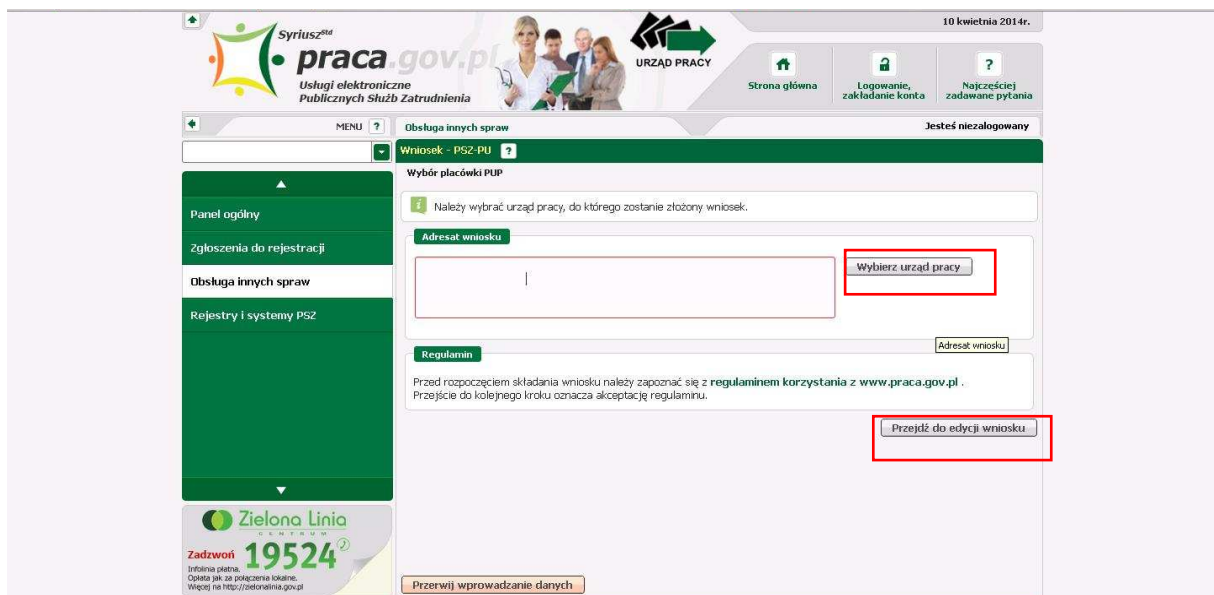 10 kwietnia 2014r.
Syriusz Std
praca.gov.pl
Usługi elektroniczne
Publicznych Służb Zatrudnienia
URZĄD PRACY
Strona główna
Logowanie,
zakładanie konta
?
Najczęściej
zadawane pytania
MENU ?
Obsługa innych spraw
Jesteś niezalogowany
Wniosek - PSZ-PU ?
Wybór placówki PUP
Panel ogólny
Zgłoszenia do rejestracji
Obsługa innych spraw
Rejestry i systemy PSZ
i Należy wybrać urząd pracy, do którego zostanie złożony wniosek.
Adresat wniosku
Wybierz urząd pracy
Adresat wniosku
Regulamin
Przed rozpoczęciem składania wniosku należy zapoznać się z regulaminem korzystania z www.praca.gov.pl .
Przejście do kolejnego kroku oznacza akceptację regulaminu.
Przejdź do edycji wniosku
Zielona Linia
CENTRUM
Zadzwoń 19524
Infolinia płatna.
Opłata jak za połączenia lokalne.
Więcej na http://zielonalinia.gov.pl
Przerwij wprowadzanie danych